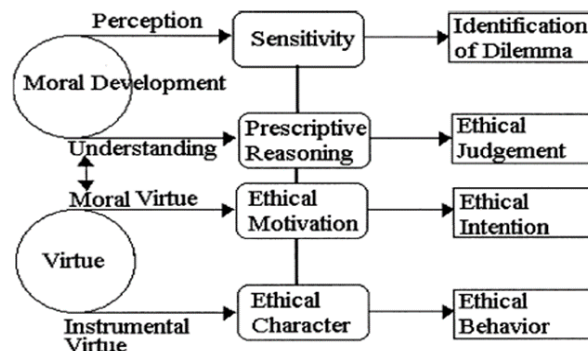 Perception
Sensitivity
Identification
of Dilemma
Moral Development
Understanding
Prescriptive
Reasoning
Ethical
Judgement
Moral Virtue
Ethical
Motivation
Ethical
Intention
Virtue
Instrumental
Virtue
Ethical
Character
Ethical
Behavior